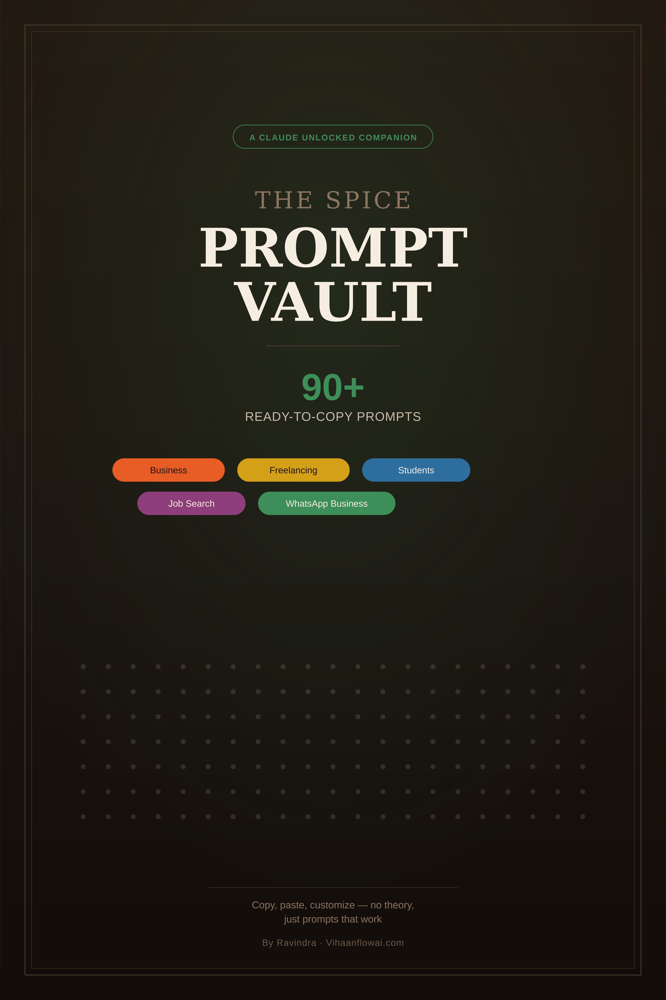 A CLAUDE UNLOCKED COMPANION
THE SPICE
PROMPT
VAULT
90+
READY-TO-COPY PROMPTS
Business Freelancing Students
Job Search WhatsApp Business
Copy, paste, customize — no theory,
just prompts that work
By Ravindra · Vihaanflowai.com